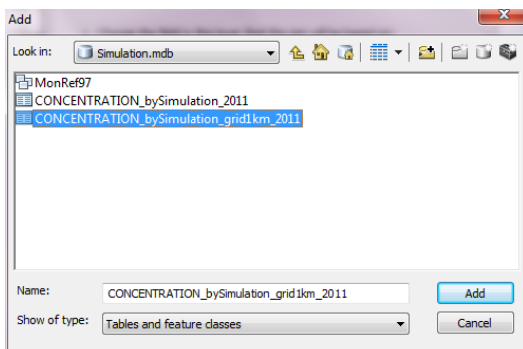 Add
Look in: Simulation.mdb
MonRef97
CONCENTRATION_bySimulation_2011
CONCENTRATION_bySimulation_grid1km_2011
Name: CONCENTRATION_bySimulation_grid1km_2011 Add
Show of type: Tables and feature classes Cancel